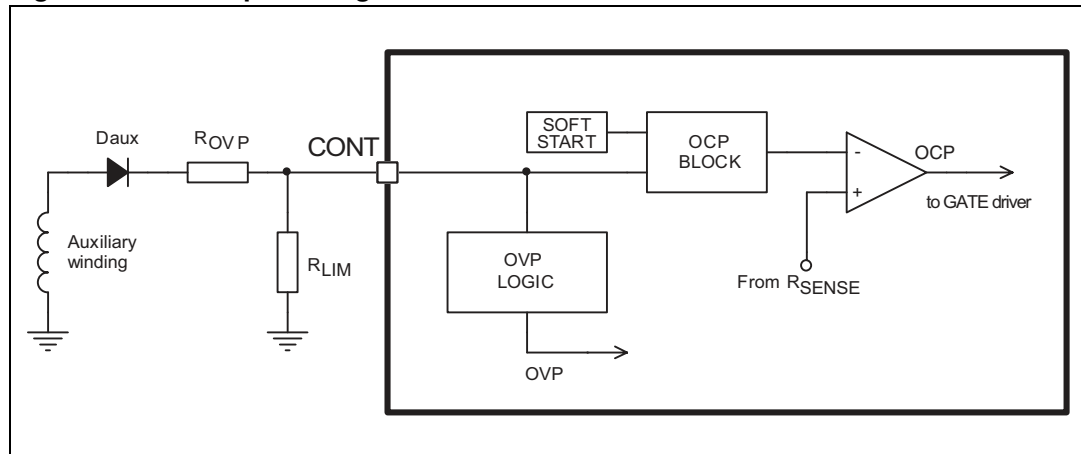 Daux
ROVP
CONT
SOFT
START
OCP
BLOCK
-
+
OCP
to GATE driver
Auxiliary
winding
RLIM
OVP
LOGIC
From RSENSE
OVP